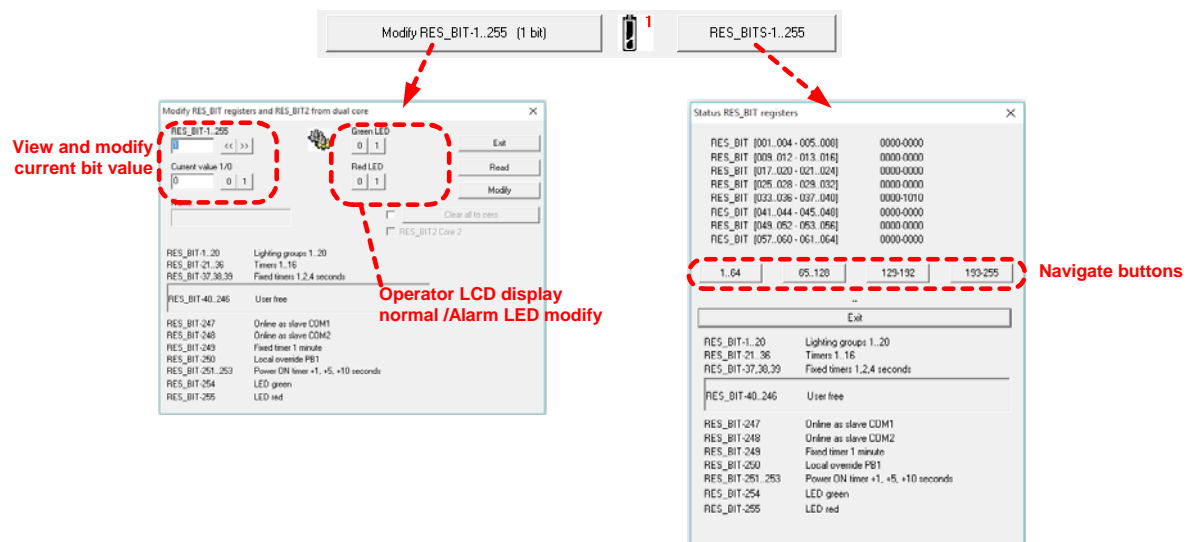 Modify RES_BIT-1..255 (1 bit)
1
RES_BITS-1..255
Modify RES_BIT registers and RES_BIT2 from dual core
RES_BIT-1..255
1
<< >>
Current value 1/0
0
0 1
Green LED
0 1
Red LED
0 1
Exit
Read
Modify
Clear all to zero
RES_BIT2 Core 2
RES_BIT-1..20 Lighting groups 1..20
RES_BIT-21..36 Timers 1..16
RES_BIT-37,38,39 Fixed timers 1,2,4 seconds
RES_BIT-40..246 User free
RES_BIT-247 Online as slave COM1
RES_BIT-248 Online as slave COM2
RES_BIT-249 Fixed timer 1 minute
RES_BIT-250 Local override PB1
RES_BIT-251..253 Power ON timer +1, +5, +10 seconds
RES_BIT-254 LED green
RES_BIT-255 LED red
View and modify
current bit value
Operator LCD display
normal /Alarm LED modify
Status RES_BIT registers
RES_BIT [001..004 - 005..008] 0000-0000
RES_BIT [009..012 - 013..016] 0000-0000
RES_BIT [017..020 - 021..024] 0000-0000
RES_BIT [025..028 - 029..032] 0000-0000
RES_BIT [033..036 - 037..040] 0000-1010
RES_BIT [041..044 - 045..048] 0000-0000
RES_BIT [049..052 - 053..056] 0000-0000
RES_BIT [057..060 - 061..064] 0000-0000
1..64 65..128 129-192 193-255
Navigate buttons
..
Exit
RES_BIT-1..20 Lighting groups 1..20
RES_BIT-21..36 Timers 1..16
RES_BIT-37,38,39 Fixed timers 1,2,4 seconds
RES_BIT-40..246 User free
RES_BIT-247 Online as slave COM1
RES_BIT-248 Online as slave COM2
RES_BIT-249 Fixed timer 1 minute
RES_BIT-250 Local override PB1
RES_BIT-251..253 Power ON timer +1, +5, +10 seconds
RES_BIT-254 LED green
RES_BIT-255 LED red